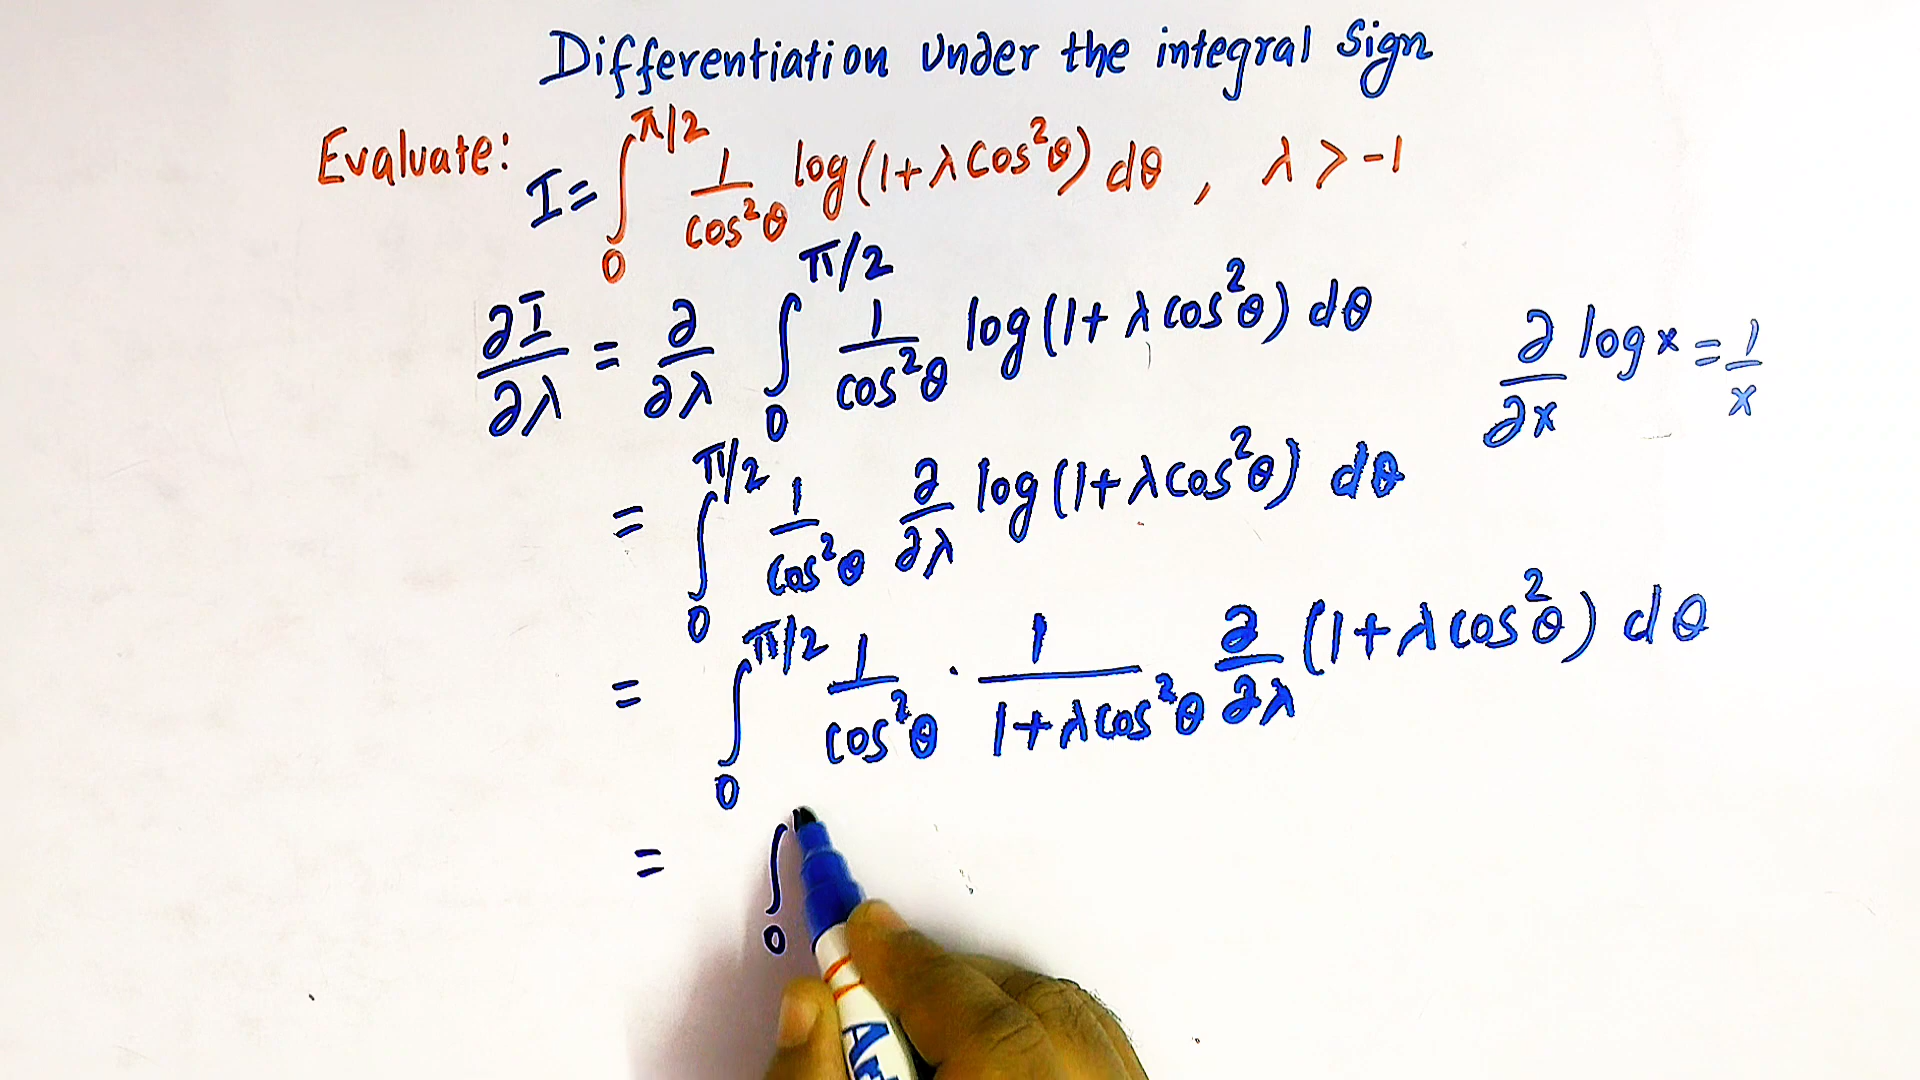 Differentiation under the integral Sign
Evaluate: I = ∫₀^{π/2} 1/cos²θ log(1+λcos²θ) dθ , λ > -1
∂I/∂λ = ∂/∂λ ∫₀^{π/2} 1/cos²θ log(1+λcos²θ) dθ
∂/∂x log x = 1/x
= ∫₀^{π/2} 1/cos²θ ∂/∂λ log(1+λcos²θ) dθ
= ∫₀^{π/2} 1/cos²θ · 1/1+λcos²θ ∂/∂λ (1+λcos²θ) dθ
= ∫₀